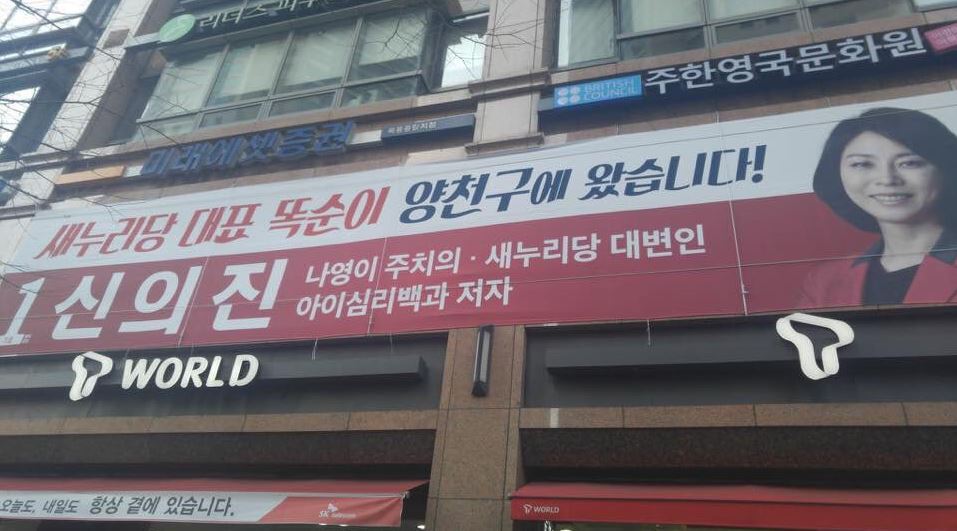 리더스피부
BRITISH COUNCIL 주한영국문화원
미래에셋증권
새누리당 대표 똑순이 양천구에 왔습니다!
1 신의진
나영이 주치의 · 새누리당 대변인
아이심리백과 저자
T WORLD
T
오늘도, 내일도 항상 곁에 있습니다.
SK telecom
T WORLD